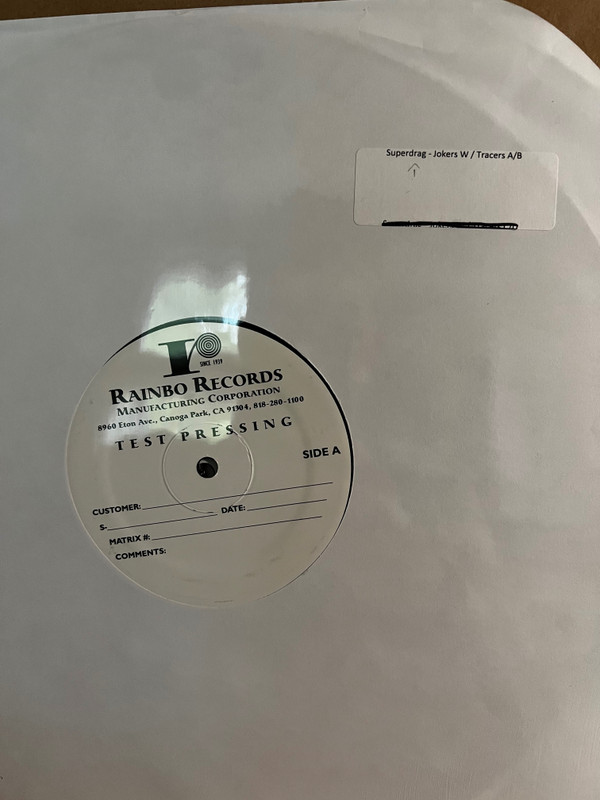 Superdrag - Jokers W / Tracers A/B
r
SINCE 1939
RAINBO RECORDS
MANUFACTURING CORPORATION
8960 Eton Ave., Canoga Park, CA 91304, 818-280-1100
TEST PRESSING
SIDE A
CUSTOMER:
S- DATE:
MATRIX #:
COMMENTS: